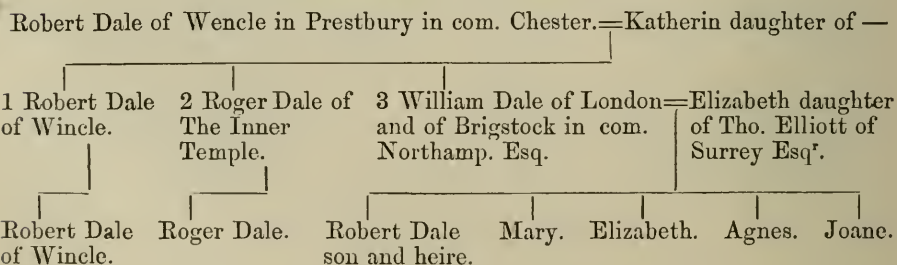 Robert Dale of Wencle in Prestbury in com. Chester.=Katherin daughter of —
1 Robert Dale of Wincle.
2 Roger Dale of The Inner Temple.
3 William Dale of London and of Brigstock in com. Northamp. Esq.=Elizabeth daughter of Tho. Elliott of Surrey Esqʳ.
Robert Dale of Wincle.
Roger Dale.
Robert Dale son and heire.
Mary.
Elizabeth.
Agnes.
Joane.